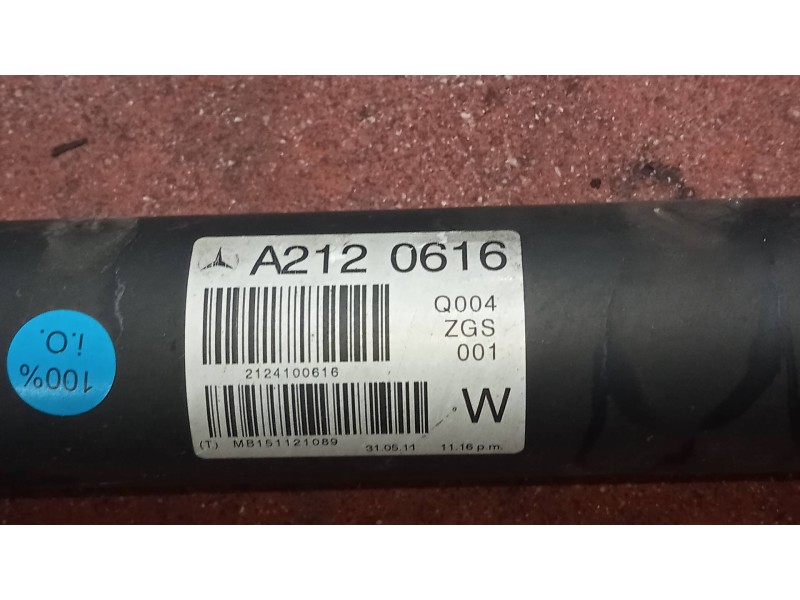 A212 0616
Q004
ZGS
001
2124100616
W
(T) MB151121089 31.05.11 11.16 p.m.
100%
i.O.